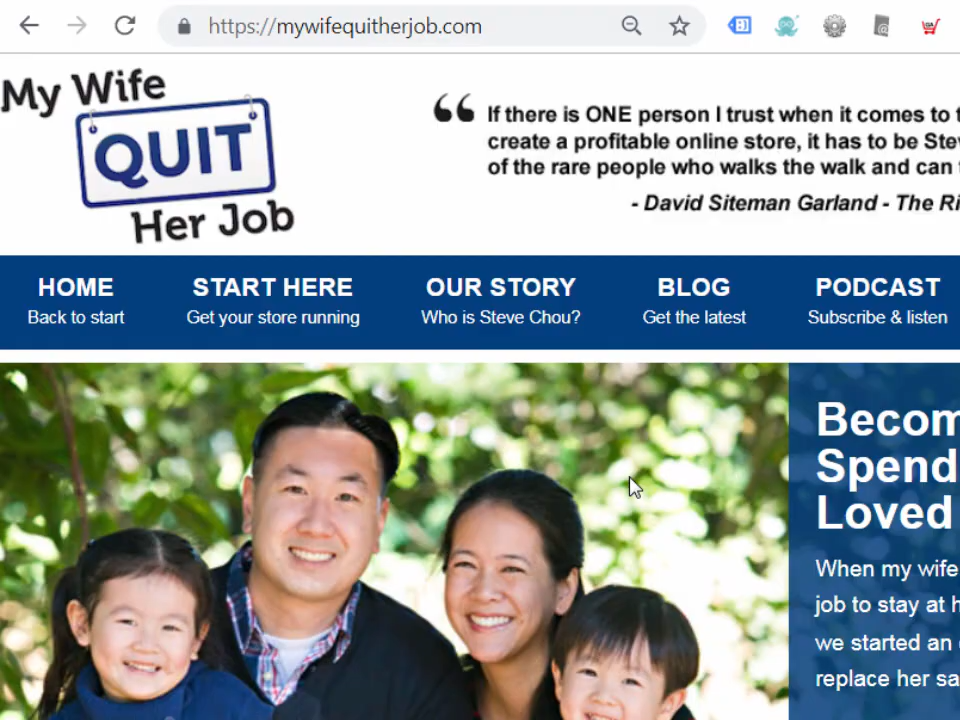 https://mywifequitherjob.com
My Wife
QUIT
Her Job
“ If there is ONE person I trust when it comes to
create a profitable online store, it has to be
of the rare people who walks the walk and can
- David Siteman Garland - The
HOME
Back to start
START HERE
Get your store running
OUR STORY
Who is Steve Chou?
BLOG
Get the latest
PODCAST
Subscribe & listen
Spend
Loved
When my wife
job to stay at
we started an
replace her